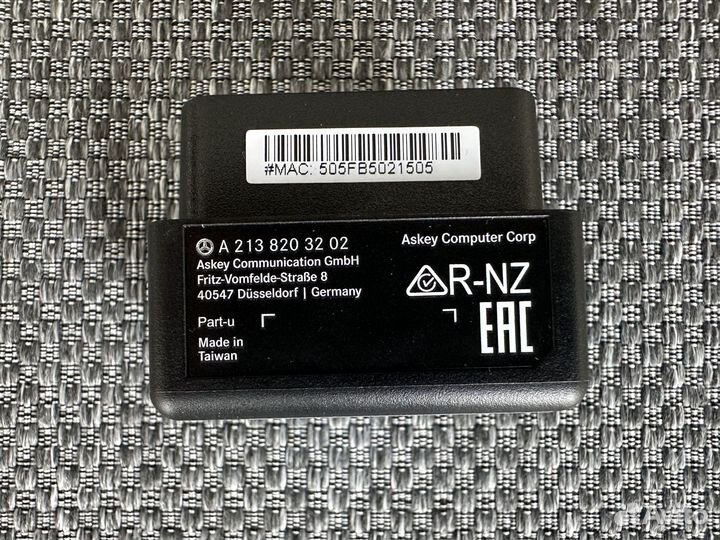 #MAC: 505FB5021505
A 213 820 32 02
Askey Communication GmbH
Fritz-Vomfelde-Straße 8
40547 Düsseldorf | Germany
Part-u
Made in
Taiwan
Askey Computer Corp
R-NZ
EAC
Avito